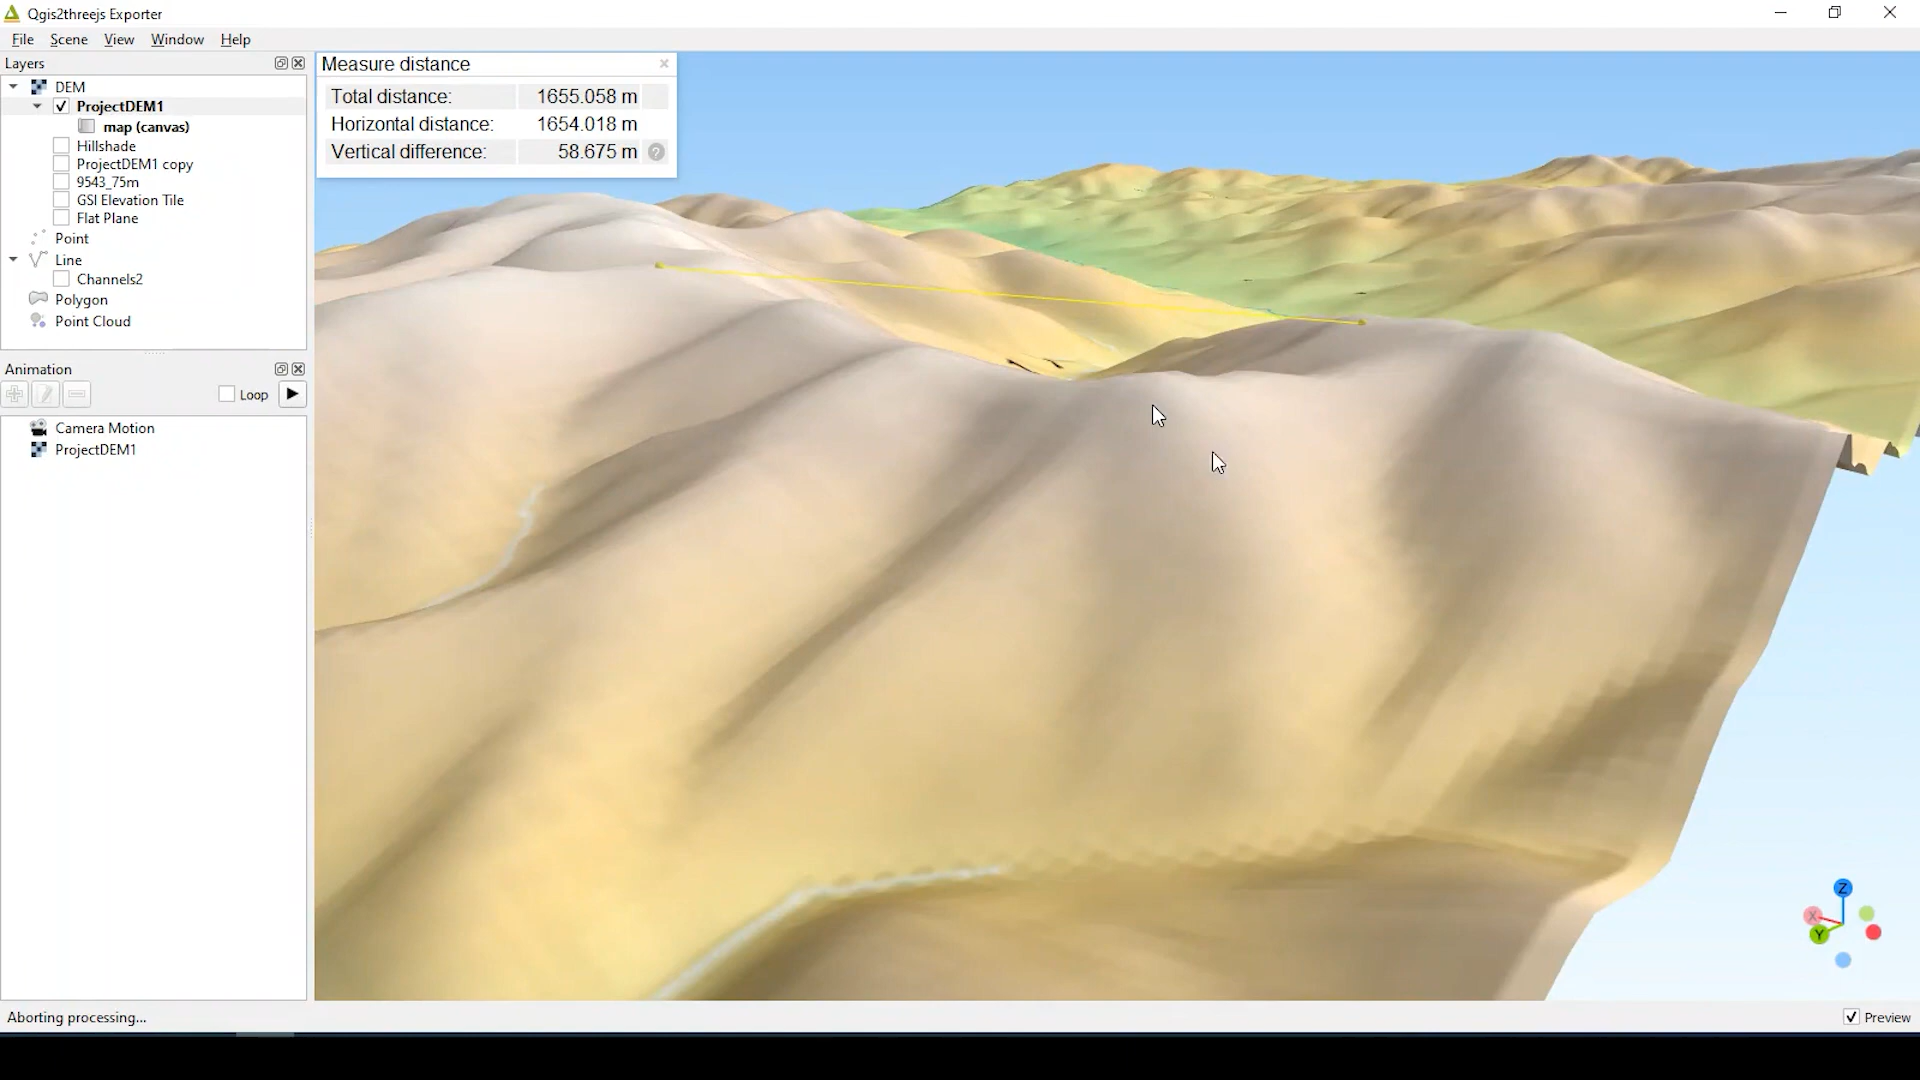 Qgis2threejs Exporter
File Scene View Window Help
Layers
DEM
ProjectDEM1
map (canvas)
Hillshade
ProjectDEM1 copy
9543_75m
GSI Elevation Tile
Flat Plane
Point
Line
Channels2
Polygon
Point Cloud
Animation
Loop
Camera Motion
ProjectDEM1
Measure distance
Total distance: 1655.058 m
Horizontal distance: 1654.018 m
Vertical difference: 58.675 m ?
Z
X
Y
Aborting processing...
Preview